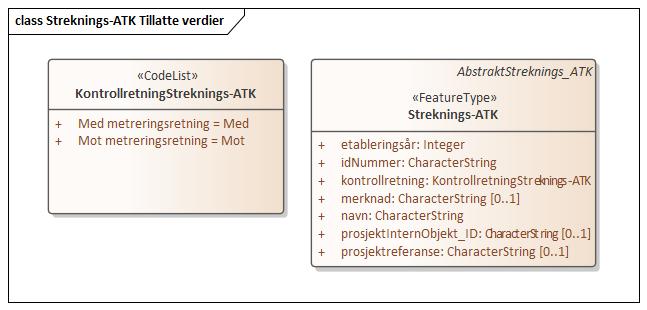 class Streknings-ATK Tillatte verdier
«CodeList»
KontrollretningStreknings-ATK
+ Med metreringsretning = Med
+ Mot metreringsretning = Mot
AbstraktStreknings_ATK
«FeatureType»
Streknings-ATK
+ etableringsår: Integer
+ idNummer: CharacterString
+ kontrollretning: KontrollretningStreknings-ATK
+ merknad: CharacterString [0..1]
+ navn: CharacterString
+ prosjektInternObjekt_ID: CharacterString [0..1]
+ prosjektreferanse: CharacterString [0..1]